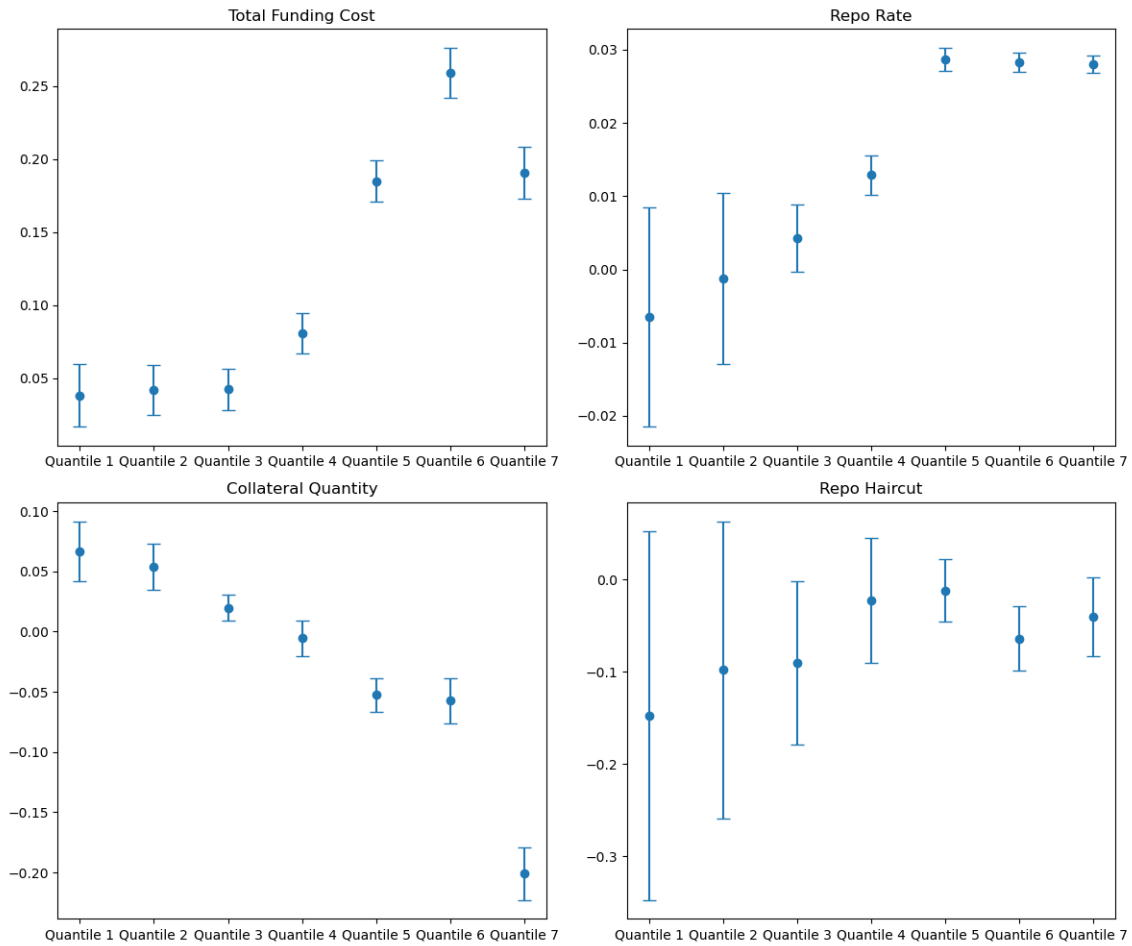 Total Funding Cost
0.25
0.20
0.15
0.10
0.05
Quantile 1 Quantile 2 Quantile 3 Quantile 4 Quantile 5 Quantile 6 Quantile 7
Repo Rate
0.03
0.02
0.01
0.00
−0.01
−0.02
Quantile 1 Quantile 2 Quantile 3 Quantile 4 Quantile 5 Quantile 6 Quantile 7
Collateral Quantity
0.10
0.05
0.00
−0.05
−0.10
−0.15
−0.20
Quantile 1 Quantile 2 Quantile 3 Quantile 4 Quantile 5 Quantile 6 Quantile 7
Repo Haircut
0.0
−0.1
−0.2
−0.3
Quantile 1 Quantile 2 Quantile 3 Quantile 4 Quantile 5 Quantile 6 Quantile 7